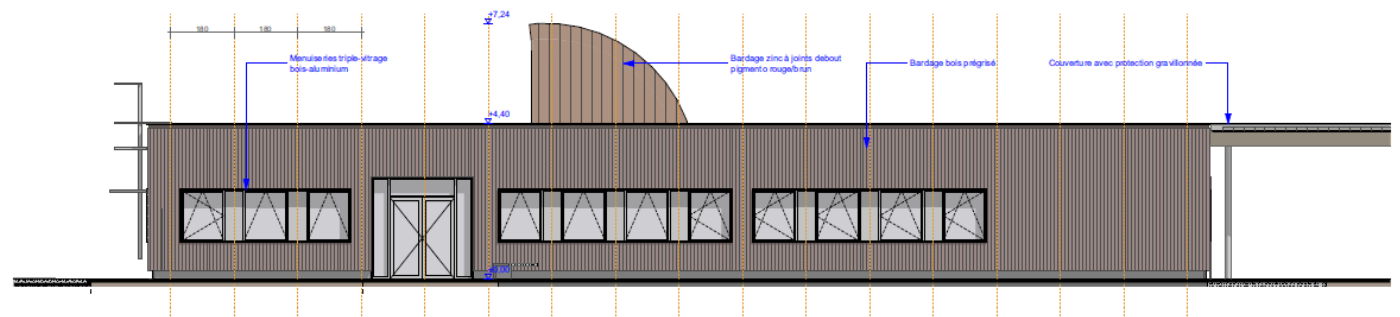 +7,24
180 180 180
Menuiseries triple-vitrage
bois-aluminium
Bardage zinc à joints debout
pigmento rouge/brun
Bardage bois prégrisé
Couverture avec protection gravillonnée
+4,40
±0,00